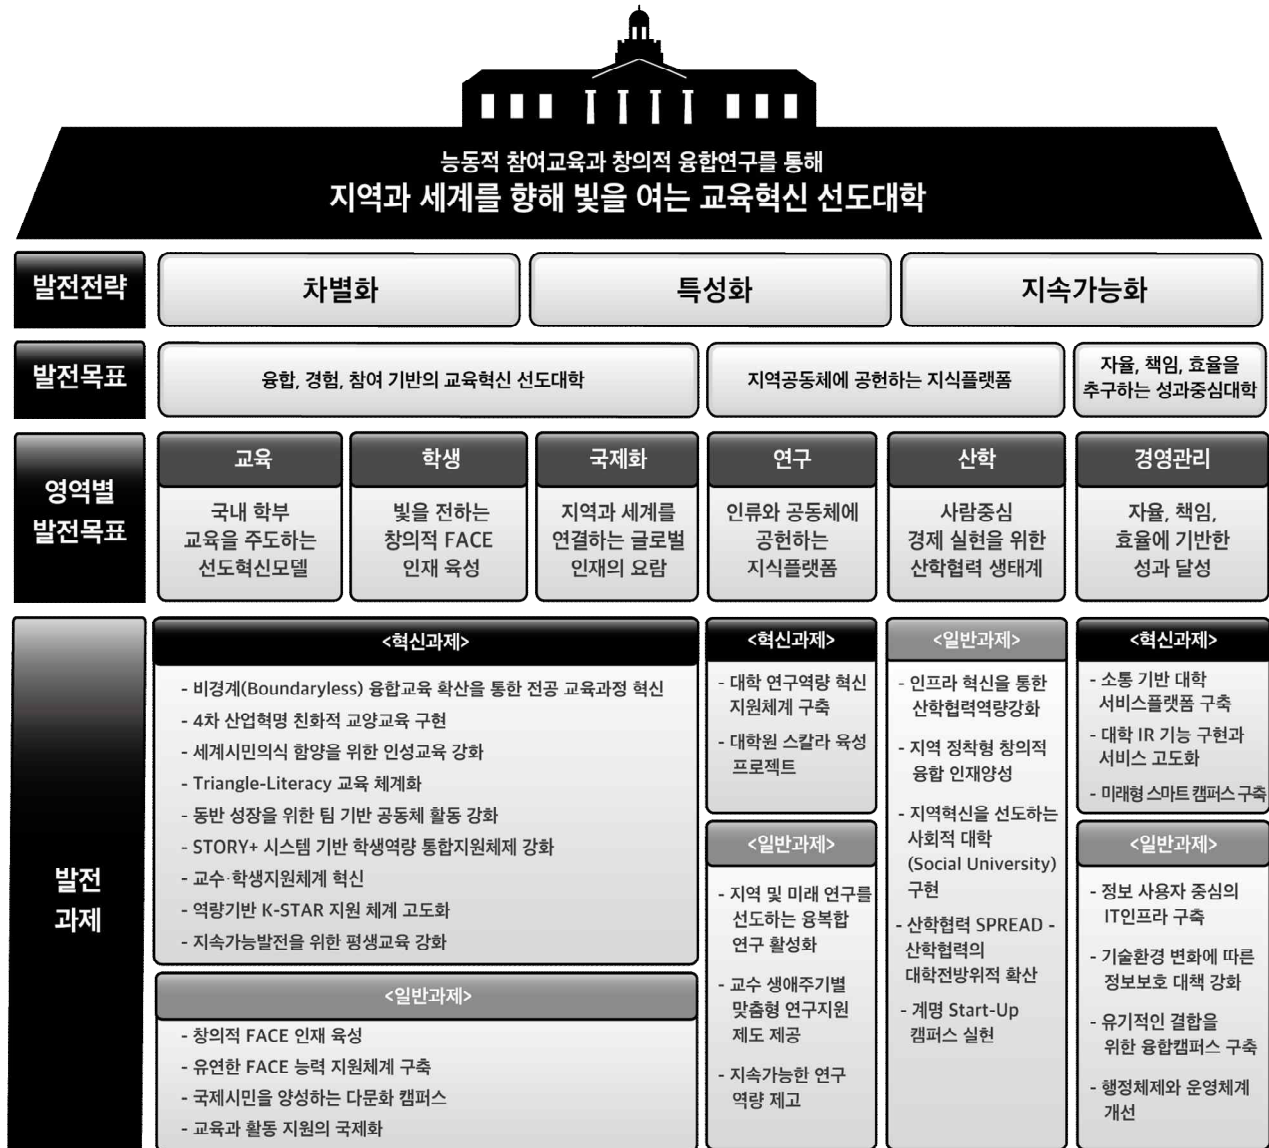 능동적 참여교육과 창의적 융합연구를 통해
지역과 세계를 향해 빛을 여는 교육혁신 선도대학
발전전략
차별화
특성화
지속가능화
발전목표
융합, 경험, 참여 기반의 교육혁신 선도대학
지역공동체에 공헌하는 지식플랫폼
자율, 책임, 효율을
추구하는 성과중심대학
영역별
발전목표
교육
국내 학부
교육을 주도하는
선도혁신모델
학생
빛을 전하는
창의적 FACE
인재 육성
국제화
지역과 세계를
연결하는 글로벌
인재의 요람
연구
인류와 공동체에
공헌하는
지식플랫폼
산학
사람중심
경제 실현을 위한
산학협력 생태계
경영관리
자율, 책임,
효율에 기반한
성과 달성
발전
과제
<혁신과제>
- 비경계(Boundaryless) 융합교육 확산을 통한 전공 교육과정 혁신
- 4차 산업혁명 친화적 교양교육 구현
- 세계시민의식 함양을 위한 인성교육 강화
- Triangle-Literacy 교육 체계화
- 동반 성장을 위한 팀 기반 공동체 활동 강화
- STORY+ 시스템 기반 학생역량 통합지원체제 강화
- 교수·학생지원체계 혁신
- 역량기반 K-STAR 지원 체계 고도화
- 지속가능발전을 위한 평생교육 강화
<일반과제>
- 창의적 FACE 인재 육성
- 유연한 FACE 능력 지원체계 구축
- 국제시민을 양성하는 다문화 캠퍼스
- 교육과 활동 지원의 국제화
<혁신과제>
- 대학 연구역량 혁신
지원체계 구축
- 대학원 스칼라 육성
프로젝트
<일반과제>
- 지역 및 미래 연구를
선도하는 융복합
연구 활성화
- 교수 생애주기별
맞춤형 연구지원
제도 제공
- 지속가능한 연구
역량 제고
<일반과제>
- 인프라 혁신을 통한
산학협력역량강화
- 지역 정착형 창의적
융합 인재양성
- 지역혁신을 선도하는
사회적 대학
(Social University)
구현
- 산학협력 SPREAD -
산학협력의
대학전방위적 확산
- 계명 Start-Up
캠퍼스 실현
<혁신과제>
- 소통 기반 대학
서비스플랫폼 구축
- 대학 IR 기능 구현과
서비스 고도화
- 미래형 스마트 캠퍼스 구축
<일반과제>
- 정보 사용자 중심의
IT인프라 구축
- 기술환경 변화에 따른
정보보호 대책 강화
- 유기적인 결합을
위한 융합캠퍼스 구축
- 행정체제와 운영체계
개선